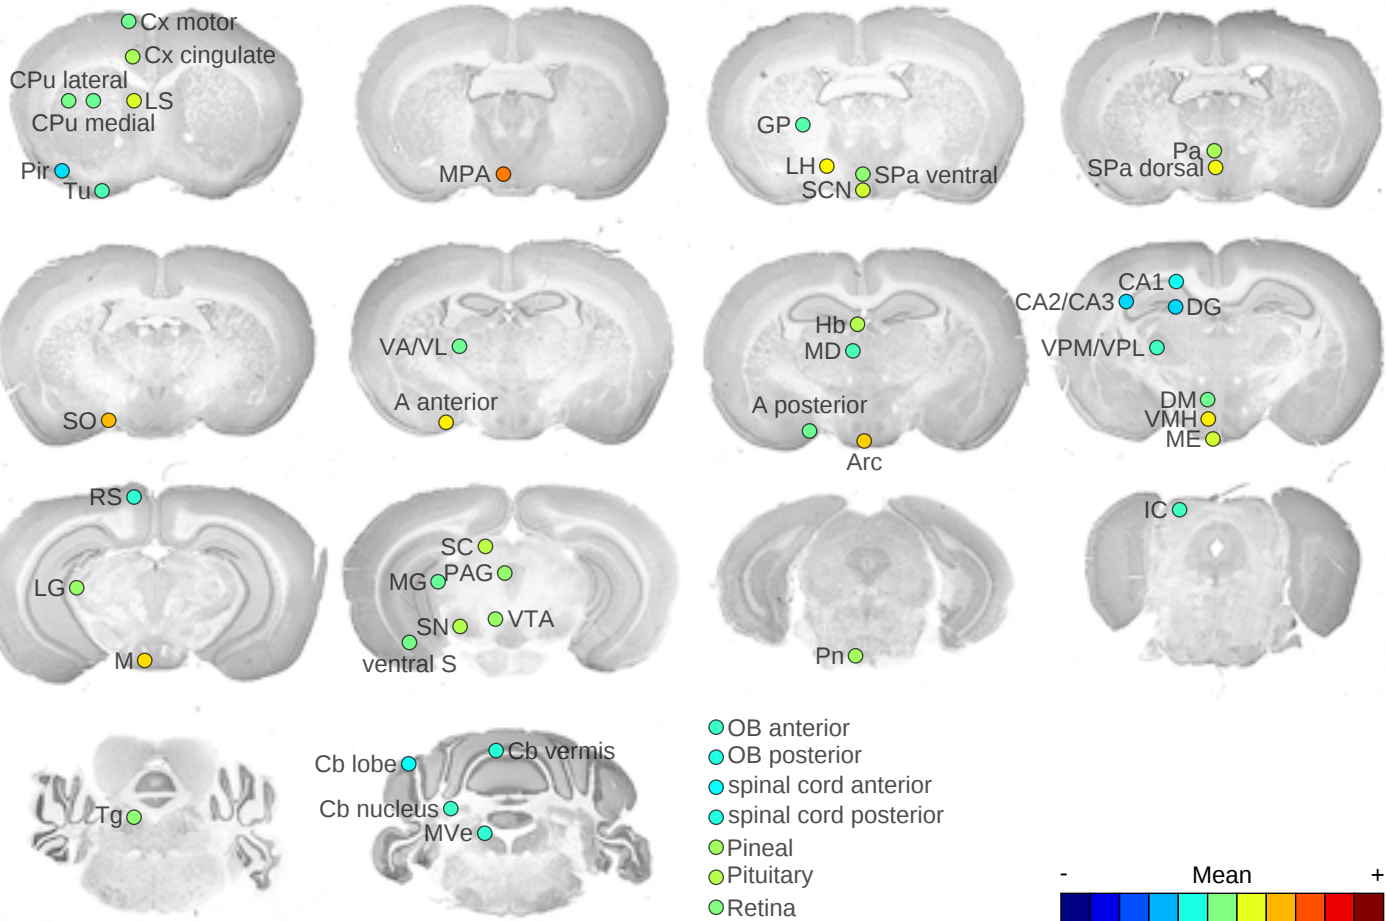 Cx motor
Cx cingulate
CPu lateral
LS
CPu medial
Pir
Tu
MPA
GP
LH
SPa ventral
SCN
Pa
SPa dorsal
SO
VA/VL
A anterior
Hb
MD
A posterior
Arc
CA1
CA2/CA3
DG
VPM/VPL
DM
VMH
ME
RS
LG
M
SC
MG
PAG
SN
VTA
ventral S
Pn
IC
Tg
Cb lobe
Cb vermis
Cb nucleus
MVe
OB anterior
OB posterior
spinal cord anterior
spinal cord posterior
Pineal
Pituitary
Retina
- Mean +